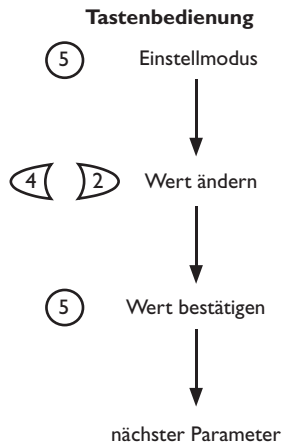 Tastenbedienung
5 Einstellmodus
4 2 Wert ändern
5 Wert bestätigen
nächster Parameter